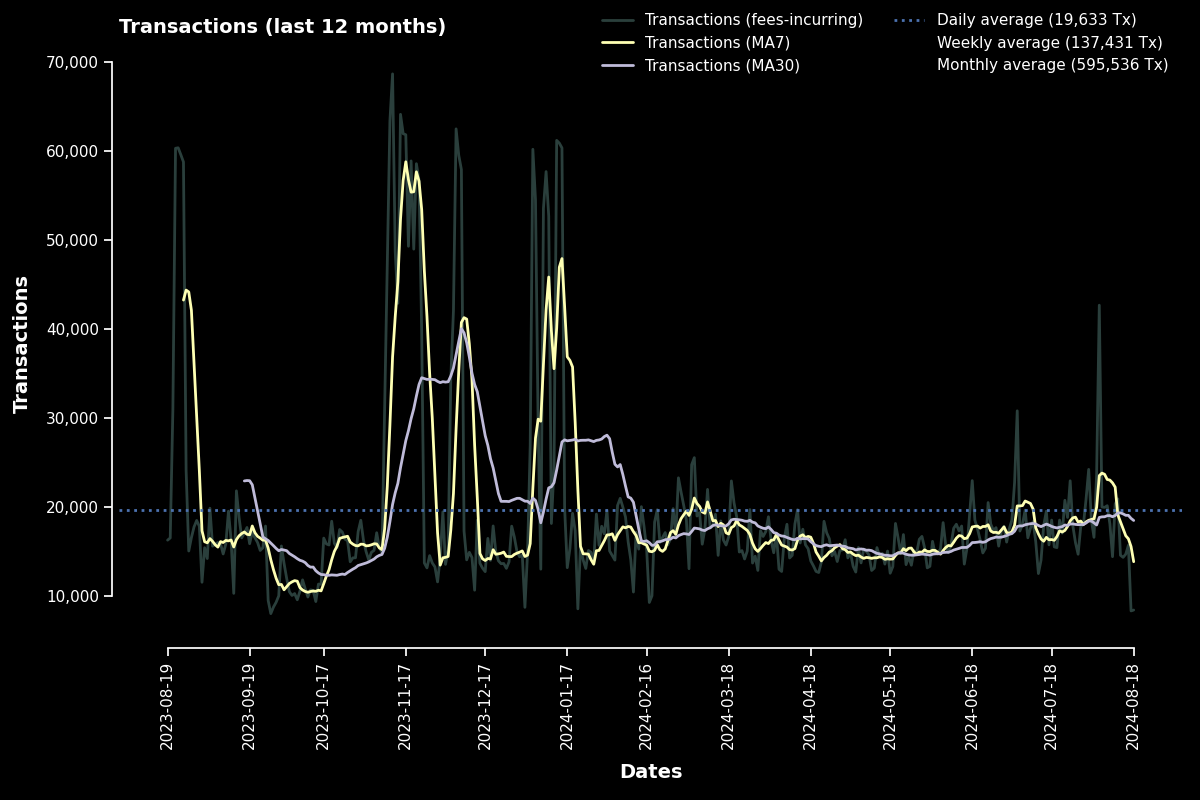 Transactions (last 12 months)
Transactions (fees-incurring)
Transactions (MA7)
Transactions (MA30)
Daily average (19,633 Tx)
Weekly average (137,431 Tx)
Monthly average (595,536 Tx)
Transactions
70,000
60,000
50,000
40,000
30,000
20,000
10,000
2023-08-19
2023-09-19
2023-10-17
2023-11-17
2023-12-17
2024-01-17
2024-02-16
2024-03-18
2024-04-18
2024-05-18
2024-06-18
2024-07-18
2024-08-18
Dates